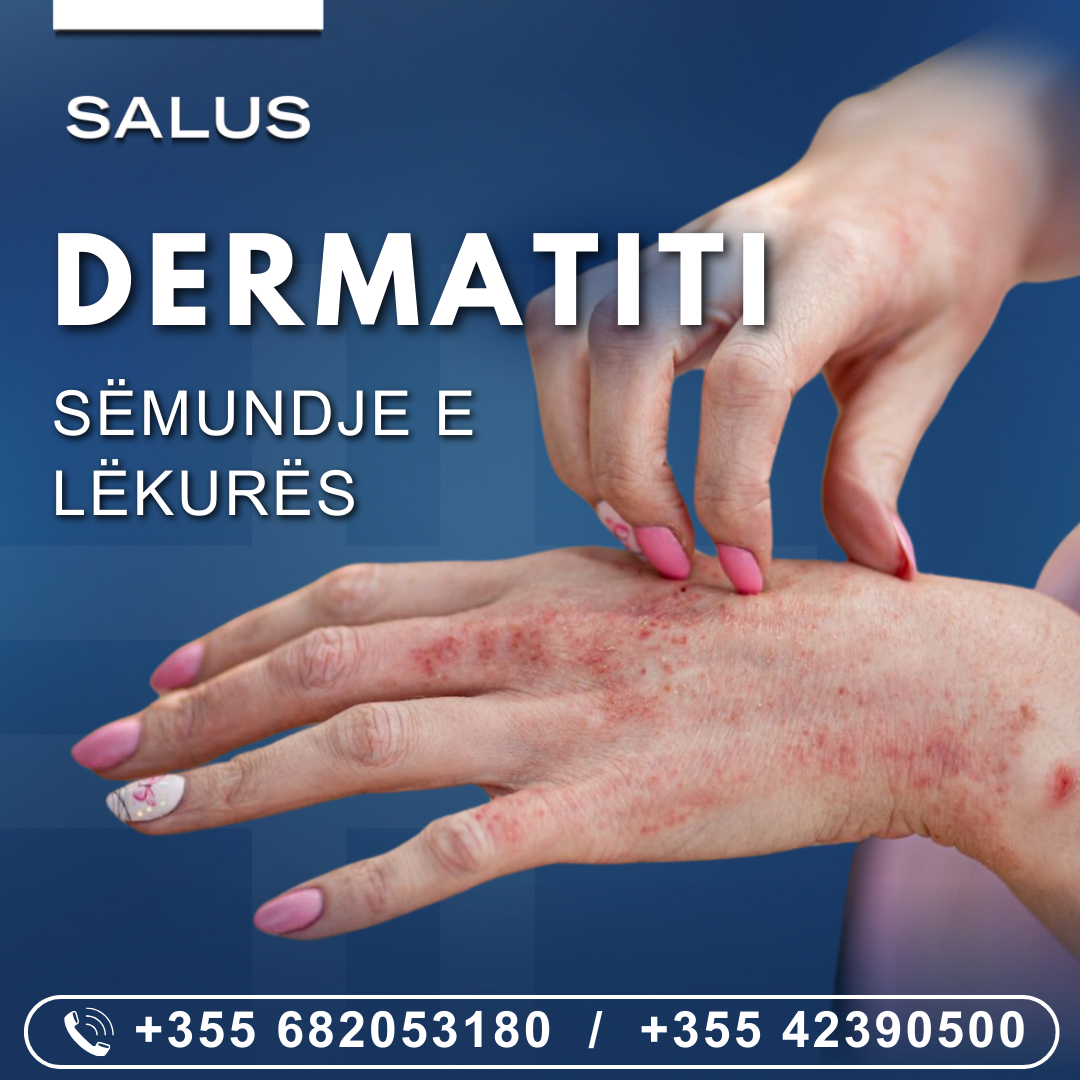 SALUS
DERMATITI
SËMUNDJE E
LËKURËS
+355 682053180 / +355 42390500